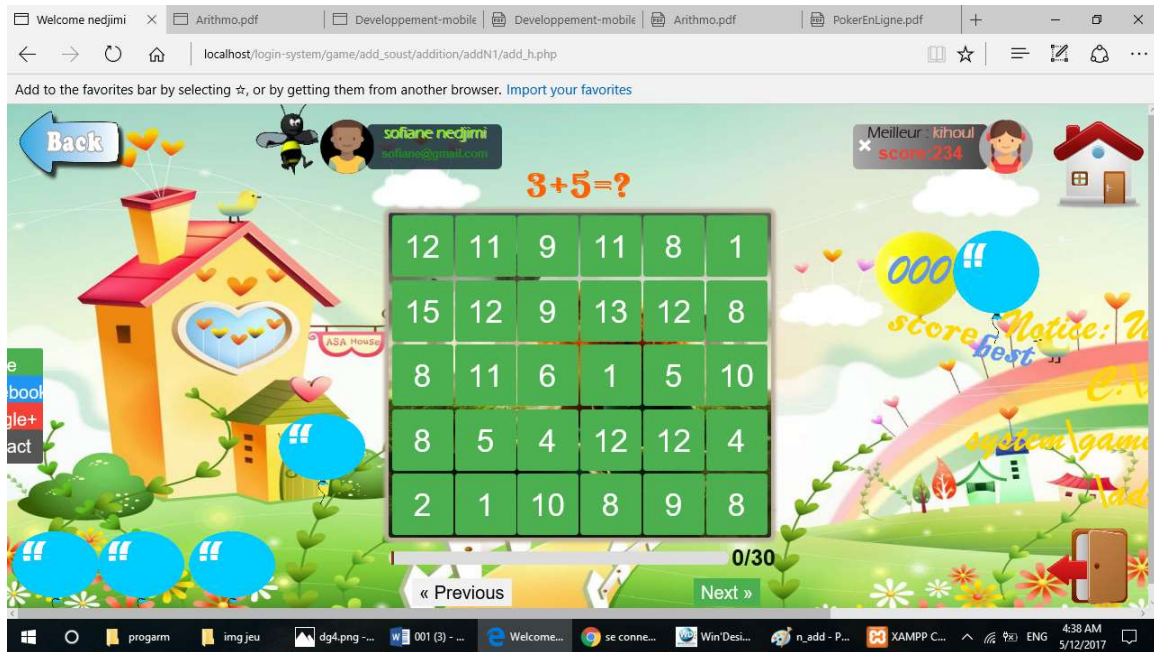 Welcome nedjimi
Arithmo.pdf
Developpement-mobile
Developpement-mobile
Arithmo.pdf
PokerEnLigne.pdf
localhost/login-system/game/add_soust/addition/addN1/add_h.php
Add to the favorites bar by selecting ☆, or by getting them from another browser. Import your favorites
Back
sofiane nedjimi
sofiane@gmail.com
Meilleur : kihoul
score:234
3+5=?
12 11 9 11 8 1
15 12 9 13 12 8
8 11 6 1 5 10
8 5 4 12 12 4
2 1 10 8 9 8
ASA House
000
score
best
Notice: U
C:\
system\game
\ad
e
book
gle+
act
0/30
« Previous
Next »
progarm
img jeu
dg4.png -...
001 (3) - ...
Welcome...
se conne...
Win'Desi...
n_add - P...
XAMPP C...
ENG
4:38 AM
5/12/2017